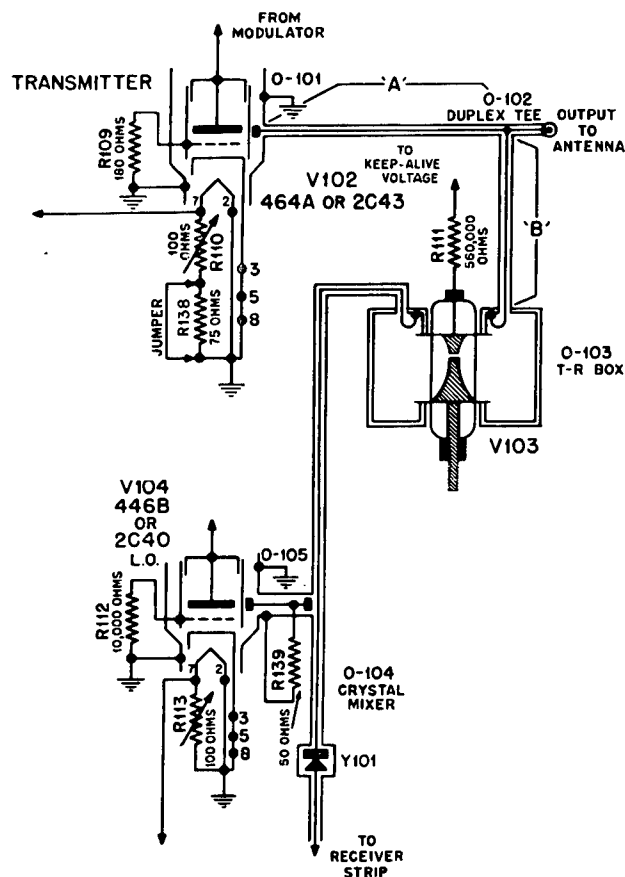 FROM
MODULATOR
TRANSMITTER
O-101
'A'
O-102
DUPLEX TEE
OUTPUT
TO
ANTENNA
R109
180 OHMS
TO
KEEP-ALIVE
VOLTAGE
V102
464A OR 2C43
'B'
7
2
100
OHMS
R110
R111
560,000
OHMS
3
5
8
JUMPER
R138
75 OHMS
O-103
T-R BOX
V103
V104
446B
OR
2C40
L.O.
O-105
R112
10,000 OHMS
7
2
R139
50 OHMS
O-104
CRYSTAL
MIXER
R113
100 OHMS
3
5
8
Y101
TO
RECEIVER
STRIP